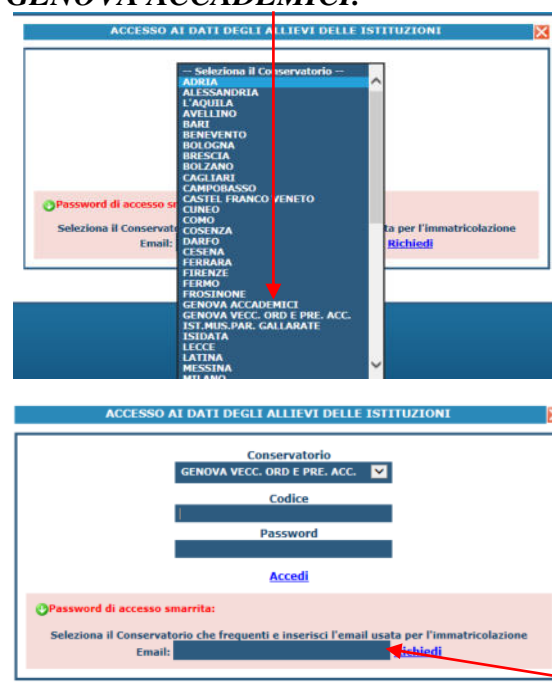 GENOVA ACCADEMICI.
ACCESSO AI DATI DEGLI ALLIEVI DELLE ISTITUZIONI
-- Seleziona il Conservatorio --
ADRIA
ALESSANDRIA
L'AQUILA
AVELLINO
BARI
BENEVENTO
BOLOGNA
BRESCIA
BOLZANO
CAGLIARI
CAMPOBASSO
CASTEL FRANCO VENETO
CUNEO
COMO
COSENZA
DARFO
CESENA
FERRARA
FIRENZE
FERMO
FROSINONE
GENOVA ACCADEMICI
GENOVA VECC. ORD E PRE. ACC.
IST.MUS.PAR. GALLARATE
ISIDATA
LECCE
LATINA
MESSINA
MILANO
Password di accesso
Seleziona il ta per l'immatricolazione
Email: Richiedi
ACCESSO AI DATI DEGLI ALLIEVI DELLE ISTITUZIONI
Conservatorio
GENOVA VECC. ORD E PRE. ACC.
Codice
Password
Accedi
Password di accesso smarrita:
Seleziona il Conservatorio che frequenti e inserisci l'email usata per l'immatricolazione
Email: Richiedi